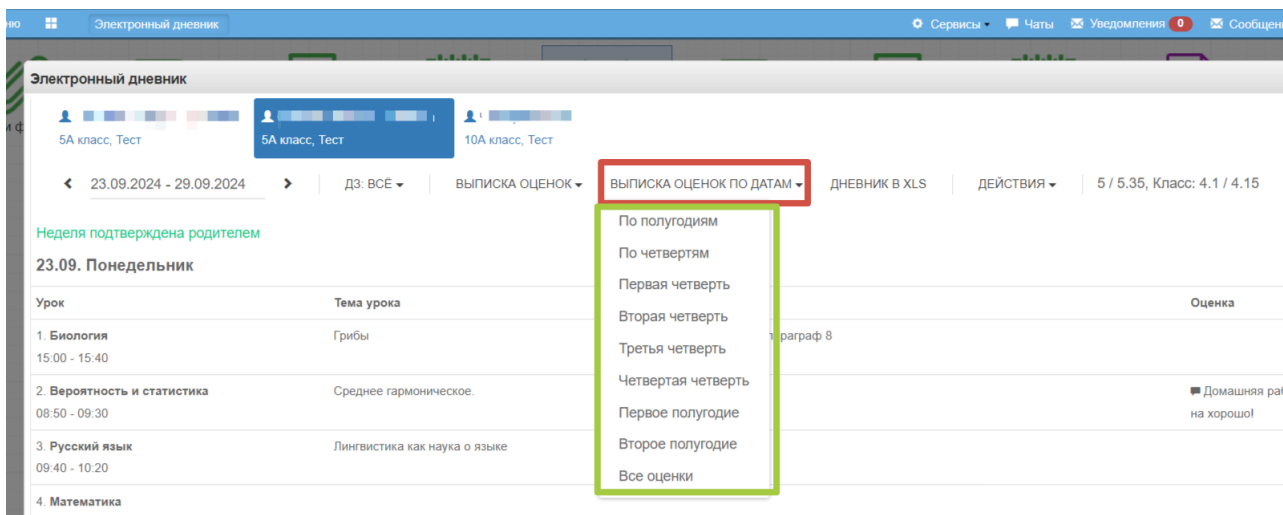 ню Электронный дневник Сервисы Чаты Уведомления 0 Сообщен
Электронный дневник
5А класс, Тест 5А класс, Тест 10А класс, Тест
23.09.2024 - 29.09.2024 ДЗ: ВСЁ ВЫПИСКА ОЦЕНОК ВЫПИСКА ОЦЕНОК ПО ДАТАМ ДНЕВНИК В XLS ДЕЙСТВИЯ 5 / 5.35, Класс: 4.1 / 4.15
По полугодиям
Неделя подтверждена родителем
По четвертям
23.09. Понедельник
Первая четверть
Урок Тема урока Оценка
Вторая четверть
1. Биология Грибы параграф 8
15:00 - 15:40
Третья четверть
Четвертая четверть
2. Вероятность и статистика Среднее гармоническое. Домашняя раб
08:50 - 09:30 на хорошо!
Первое полугодие
Второе полугодие
3. Русский язык Лингвистика как наука о языке
09:40 - 10:20
Все оценки
4. Математика